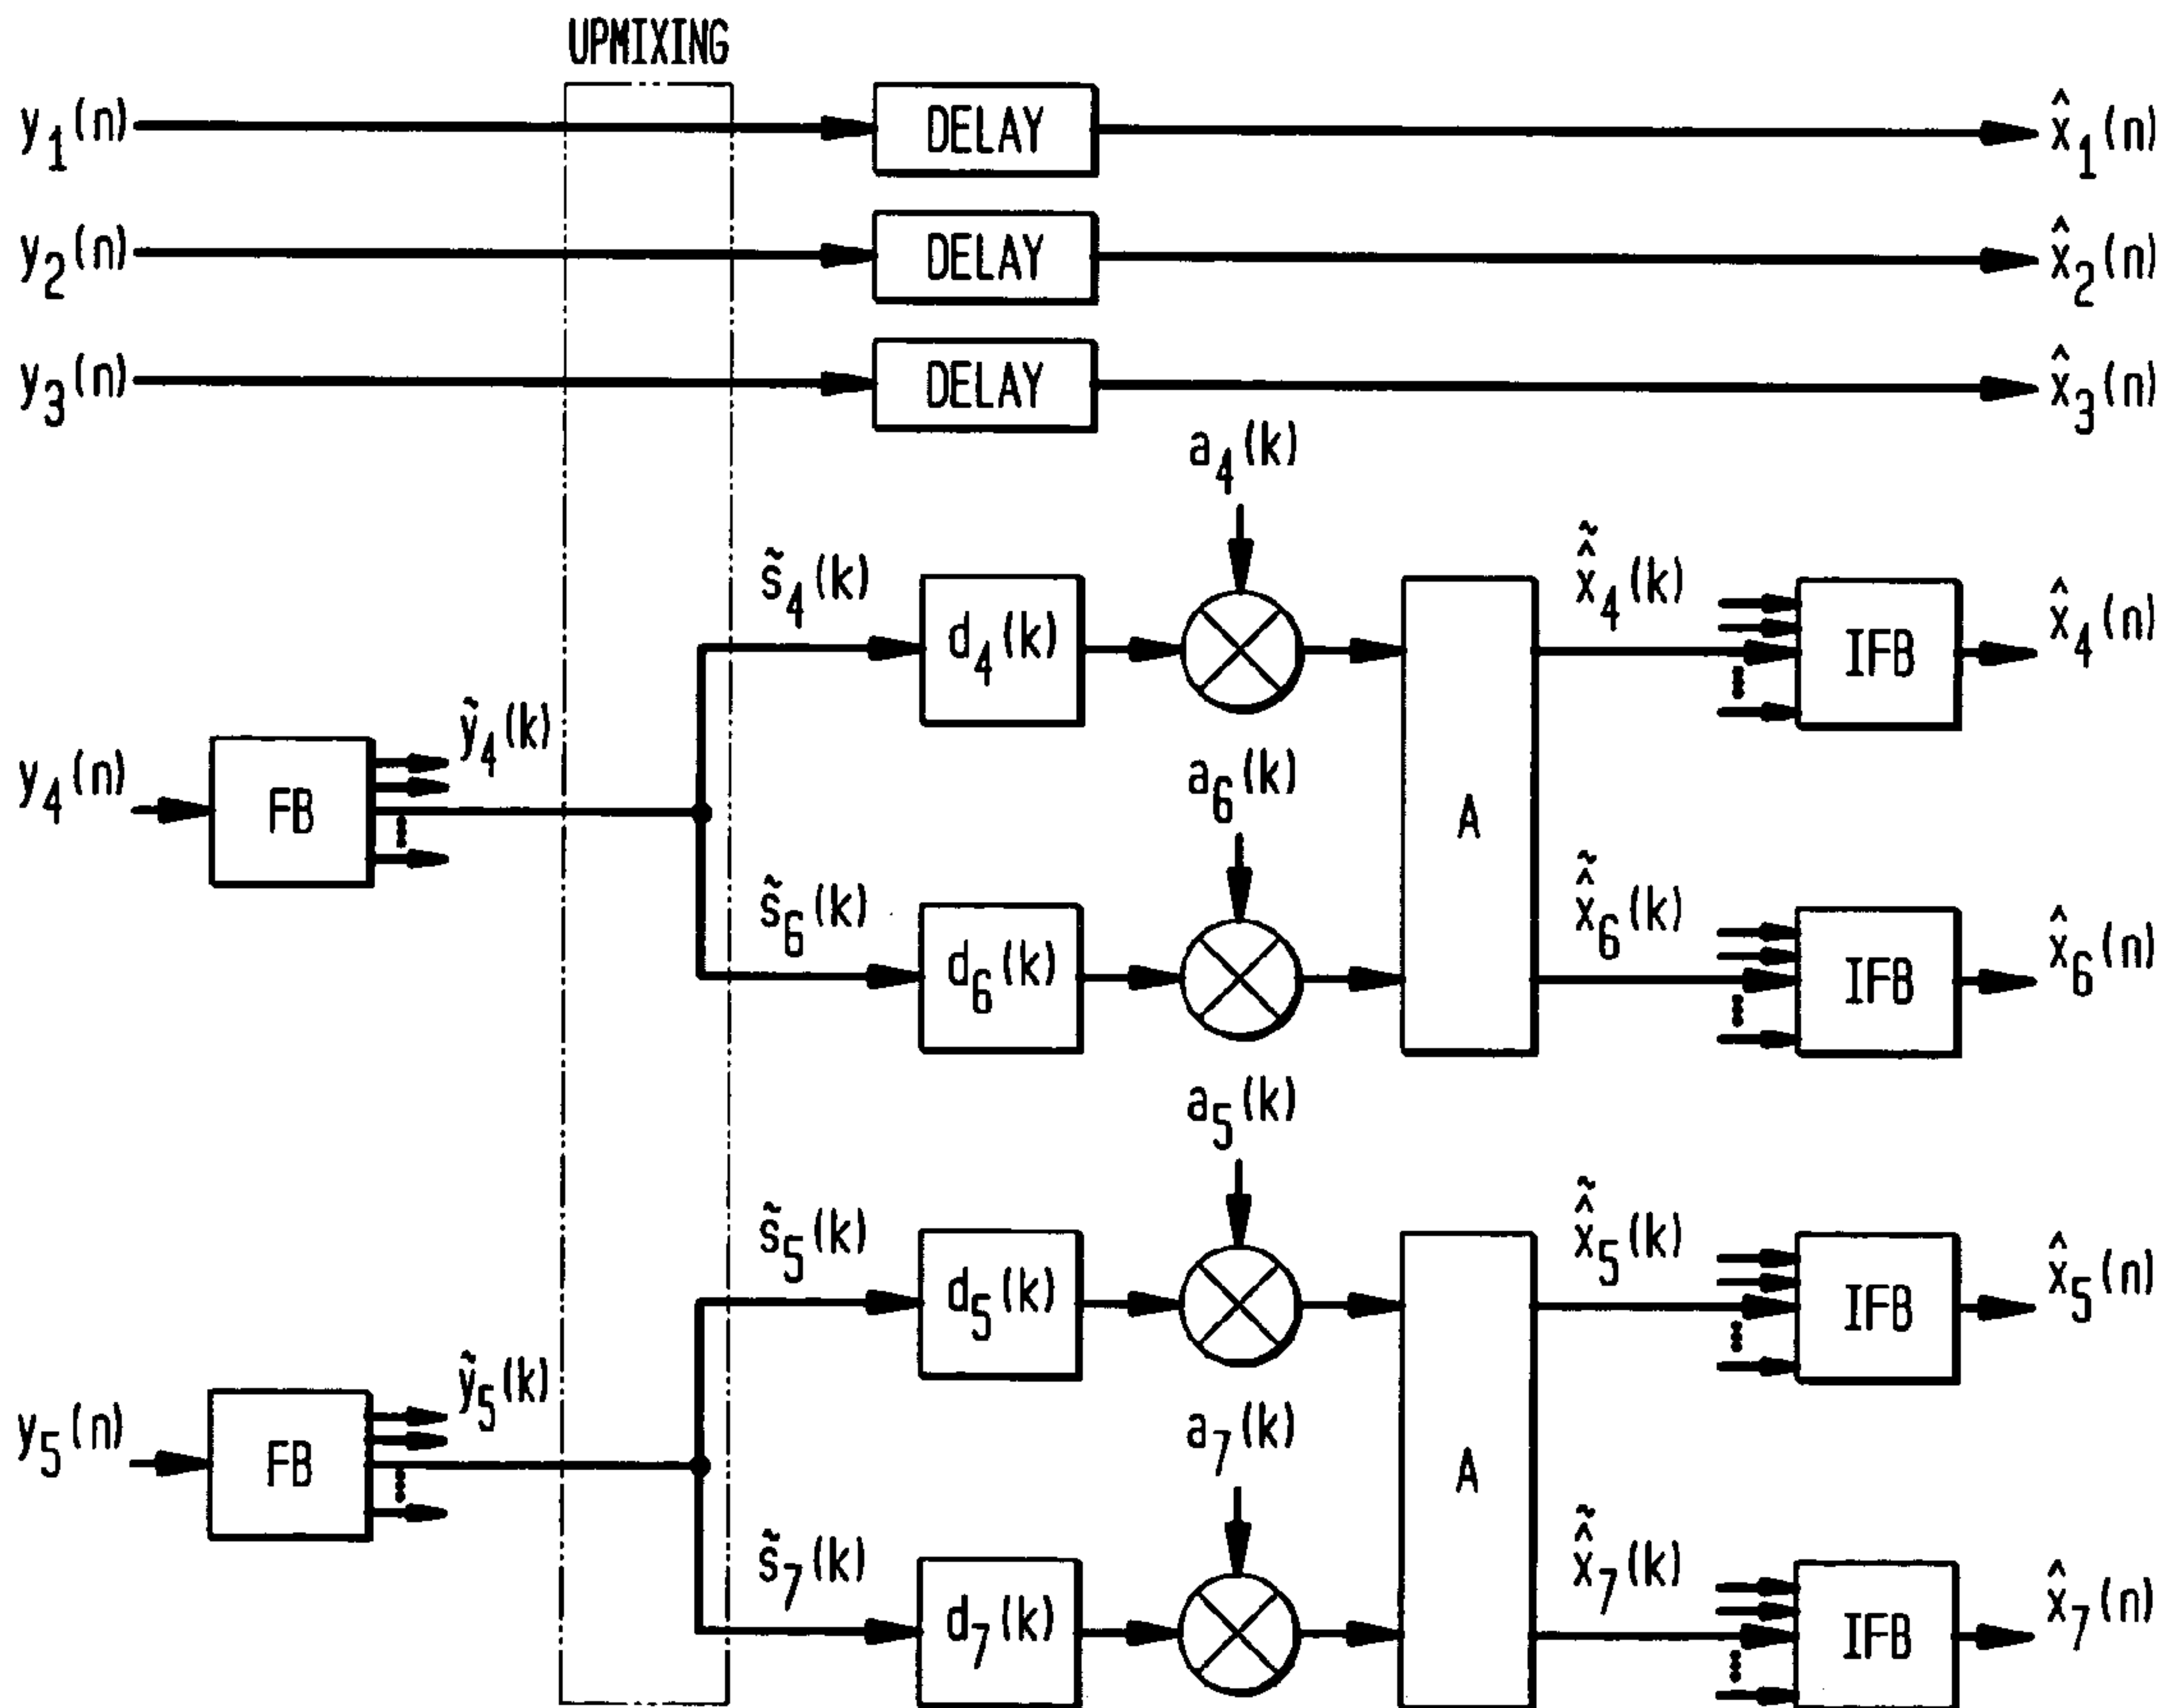 UPMIXING
y₁(n) DELAY x̂₁(n)
y₂(n) DELAY x̂₂(n)
y₃(n) DELAY x̂₃(n)
a₄(k)
s̃₄(k) d₄(k) x̂̃₄(k) IFB x̂₄(n)
y₄(n) FB ỹ₄(k) a₆(k) A
s̃₆(k) d₆(k) x̂̃₆(k) IFB x̂₆(n)
a₅(k)
s̃₅(k) d₅(k) x̂̃₅(k) IFB x̂₅(n)
y₅(n) FB ỹ₅(k) a₇(k) A
s̃₇(k) d₇(k) x̂̃₇(k) IFB x̂₇(n)